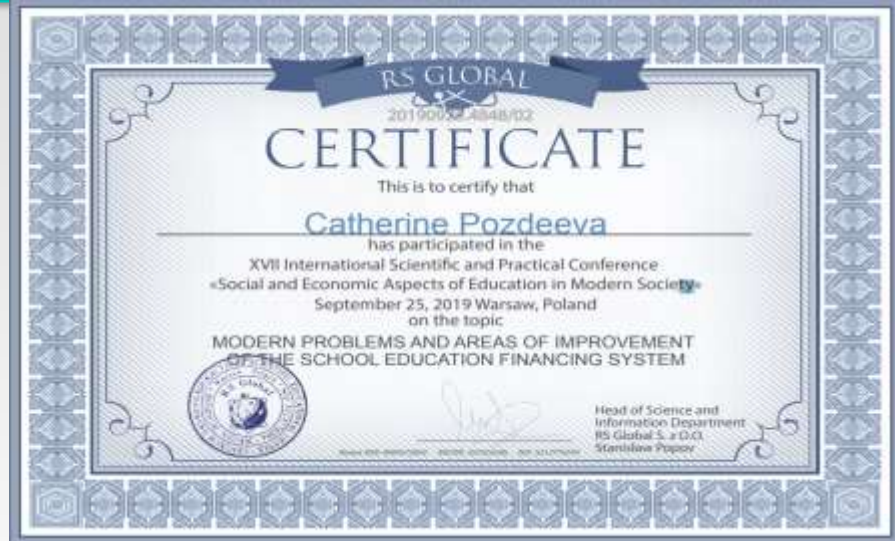 RS GLOBAL
CERTIFICATE
This is to certify that
Catherine Pozdeeva
has participated in the
XVII International Scientific and Practical Conference
«Social and Economic Aspects of Education in Modern Society»
September 25, 2019 Warsaw, Poland
on the topic
MODERN PROBLEMS AND AREAS OF IMPROVEMENT
OF THE SCHOOL EDUCATION FINANCING SYSTEM
RS Global
Head of Science and
Information Department
RS Global S. z O.O.
Stanislaw Popov